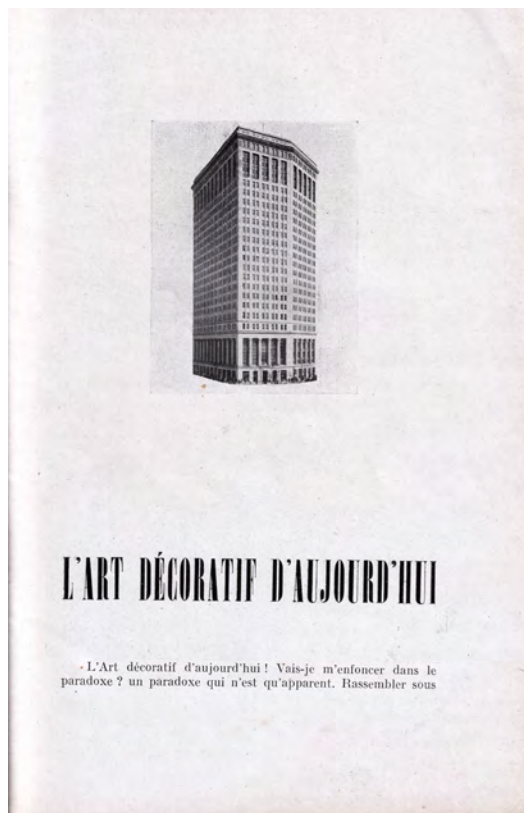 L'ART DÉCORATIF D'AUJOURD'HUI
L'Art décoratif d'aujourd'hui ! Vais-je m'enfoncer dans le
paradoxe ? un paradoxe qui n'est qu'apparent. Rassembler sous